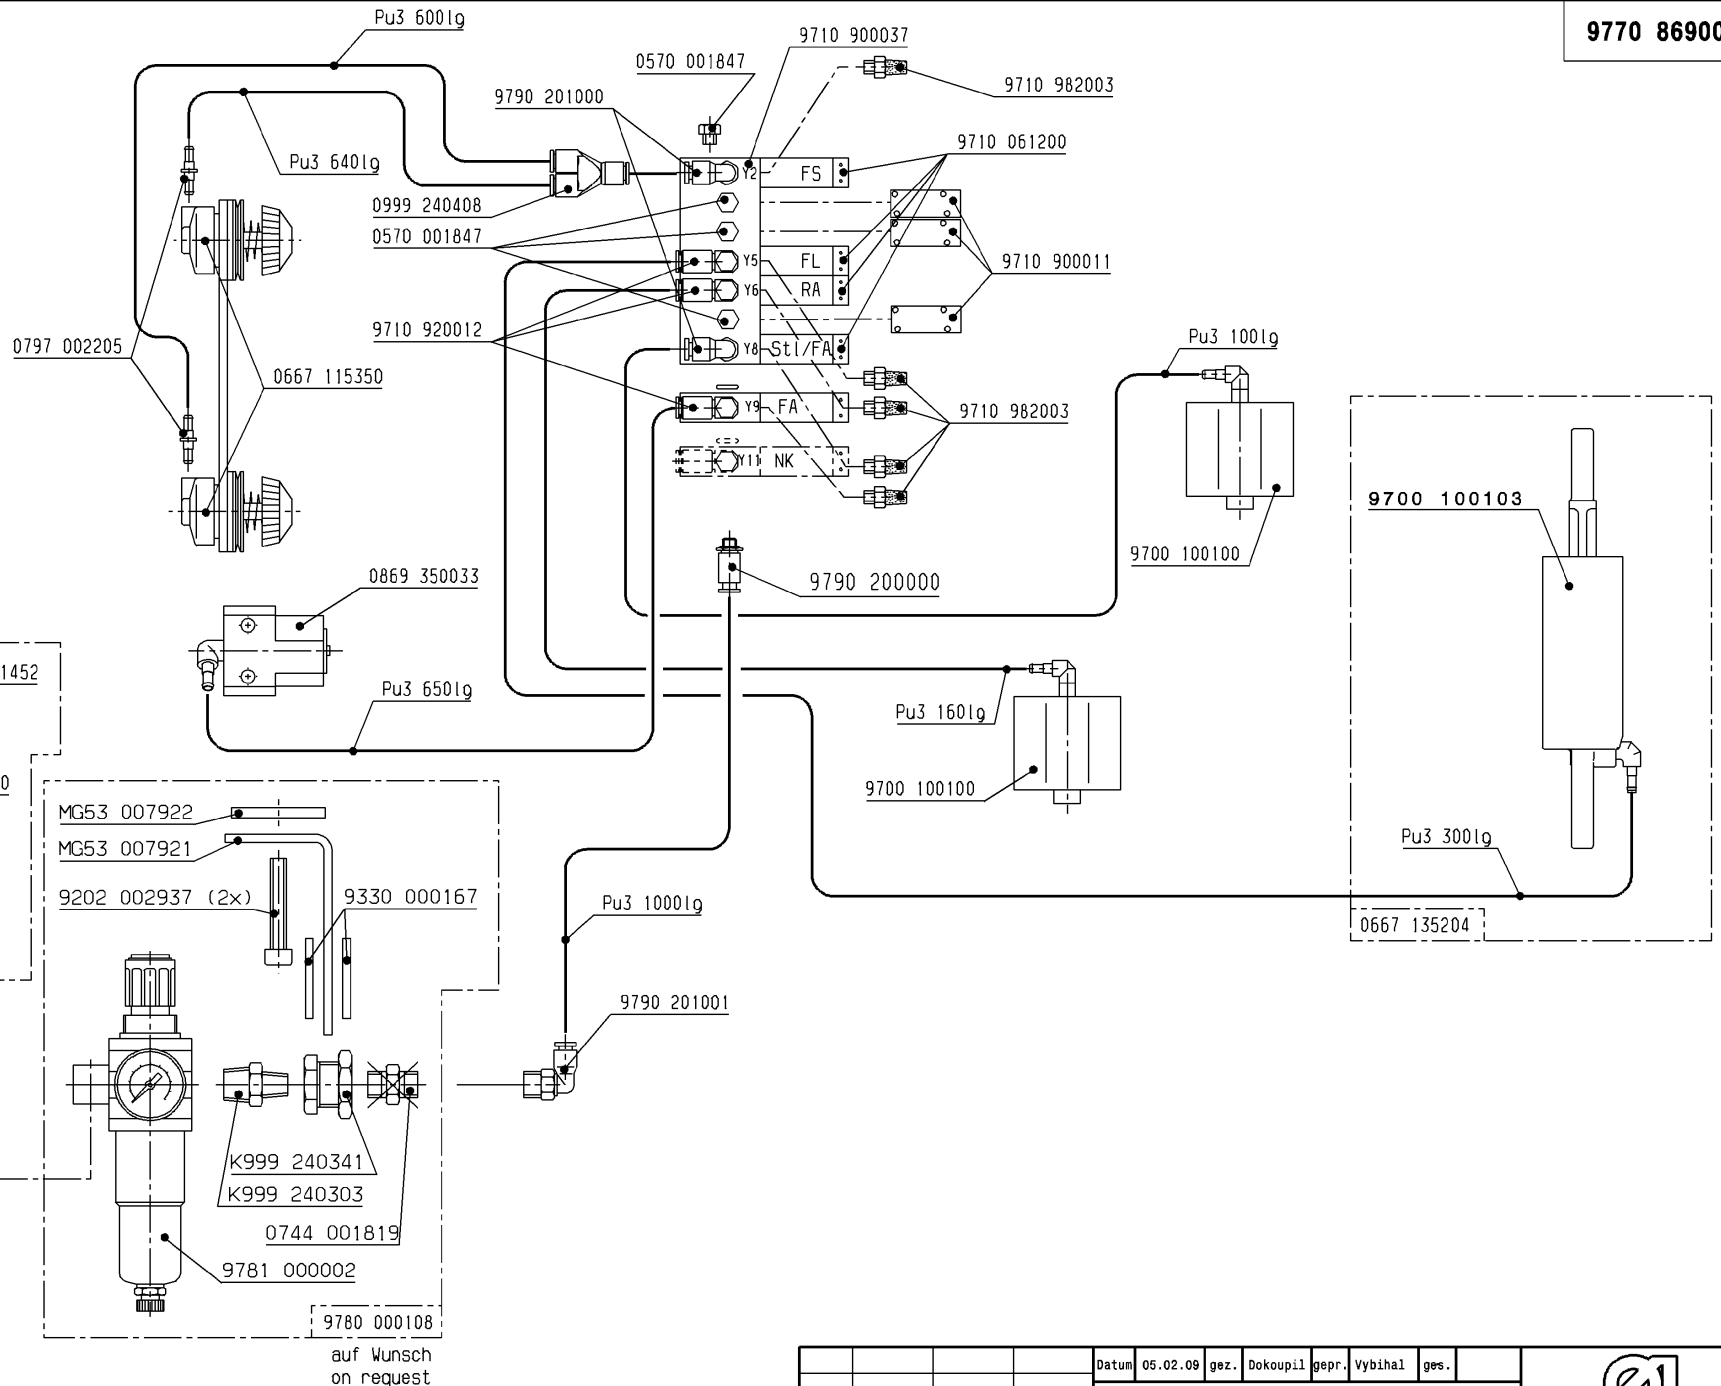 Pu3 600lg
9710 900037
9770 86900
0570 001847
9710 982003
9790 201000
9710 061200
Pu3 640lg
Y2 FS
0999 240408
0570 001847
Y5 FL
9710 900011
Y6 RA
9710 920012
0797 002205
Y8 Stl/FA
Pu3 100lg
0667 115350
Y9 FA
9710 982003
Y11 NK
9700 100103
9700 100100
0869 350033
9790 200000
1452
Pu3 650lg
Pu3 160lg
0
9700 100100
MG53 007922
MG53 007921
Pu3 300lg
9202 002937 (2x)
9330 000167
Pu3 1000lg
0667 135204
9790 201001
K999 240341
K999 240303
0744 001819
9781 000002
9780 000108
auf Wunsch
on request
Datum 05.02.09 gez. Dokoupil gepr. Vybihal ges.